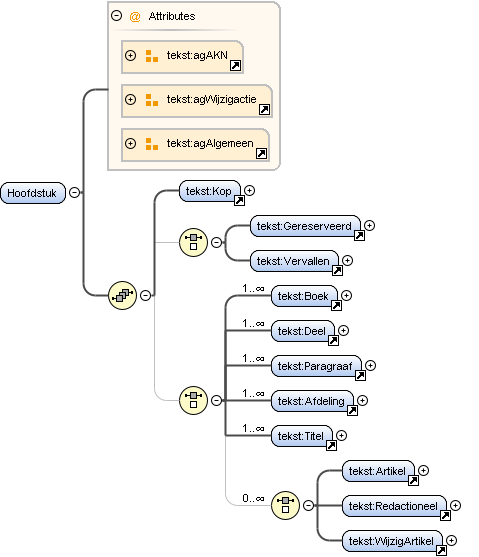 Attributes
tekst:agAKN
tekst:agWijzigactie
tekst:agAlgemeen
Hoofdstuk
tekst:Kop
tekst:Gereserveerd
tekst:Vervallen
1..∞
tekst:Boek
1..∞
tekst:Deel
1..∞
tekst:Paragraaf
1..∞
tekst:Afdeling
1..∞
tekst:Titel
0..∞
tekst:Artikel
tekst:Redactioneel
tekst:WijzigArtikel